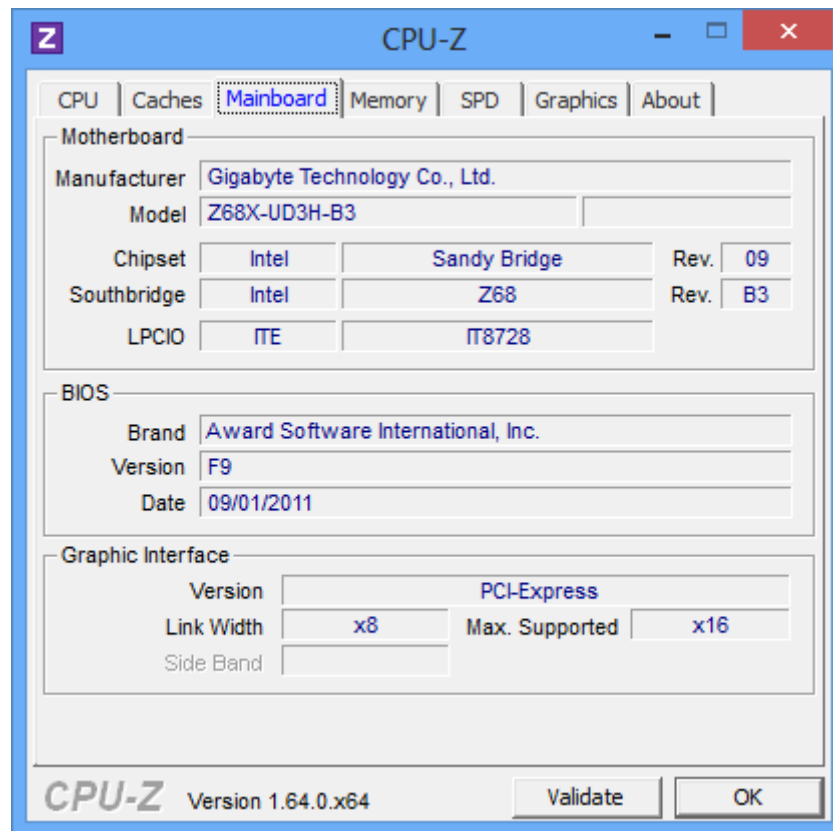 Z CPU-Z
CPU Caches Mainboard Memory SPD Graphics About
Motherboard
Manufacturer Gigabyte Technology Co., Ltd.
Model Z68X-UD3H-B3
Chipset Intel Sandy Bridge Rev. 09
Southbridge Intel Z68 Rev. B3
LPCIO ITE IT8728
BIOS
Brand Award Software International, Inc.
Version F9
Date 09/01/2011
Graphic Interface
Version PCI-Express
Link Width x8 Max. Supported x16
Side Band
CPU-Z Version 1.64.0.x64 Validate OK